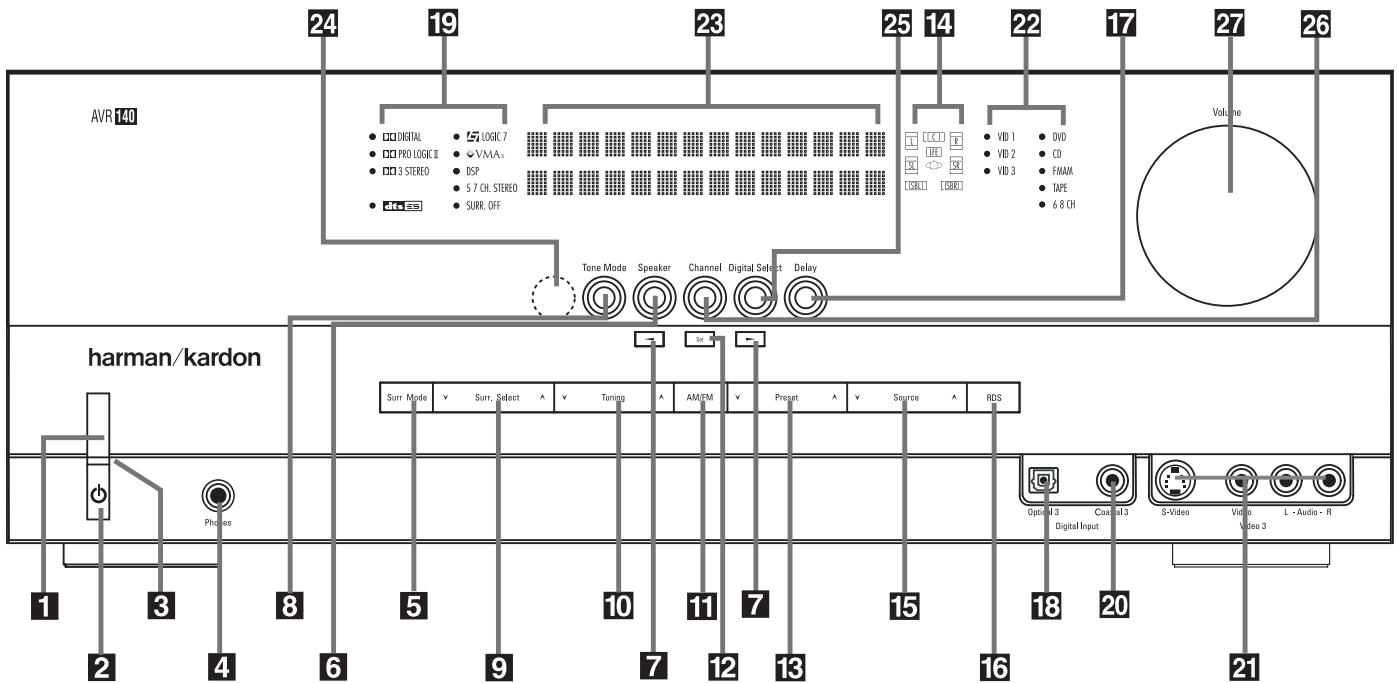 24 19 23 25 14 22 17 27 26
AVR 140
Volume
DIGITAL
PRO LOGIC II
3 STEREO
dts ES
LOGIC 7
VMAx
DSP
5 7 CH. STEREO
SURR. OFF
L C R
LFE
SL SR
SBL SBR
VID 1
VID 2
VID 3
DVD
CD
FMAM
TAPE
6 8 CH
Tone Mode Speaker Channel Digital Select Delay
Set
harman/kardon
Surr Mode Surr. Select Tuning AM/FM Preset Source RDS
Phones
Optical 3 Coaxial 3
Digital Input
S-Video Video L - Audio - R
Video 3
1 3 8 5 10 11 7 15 18 20
2 4 6 9 7 12 13 16 21